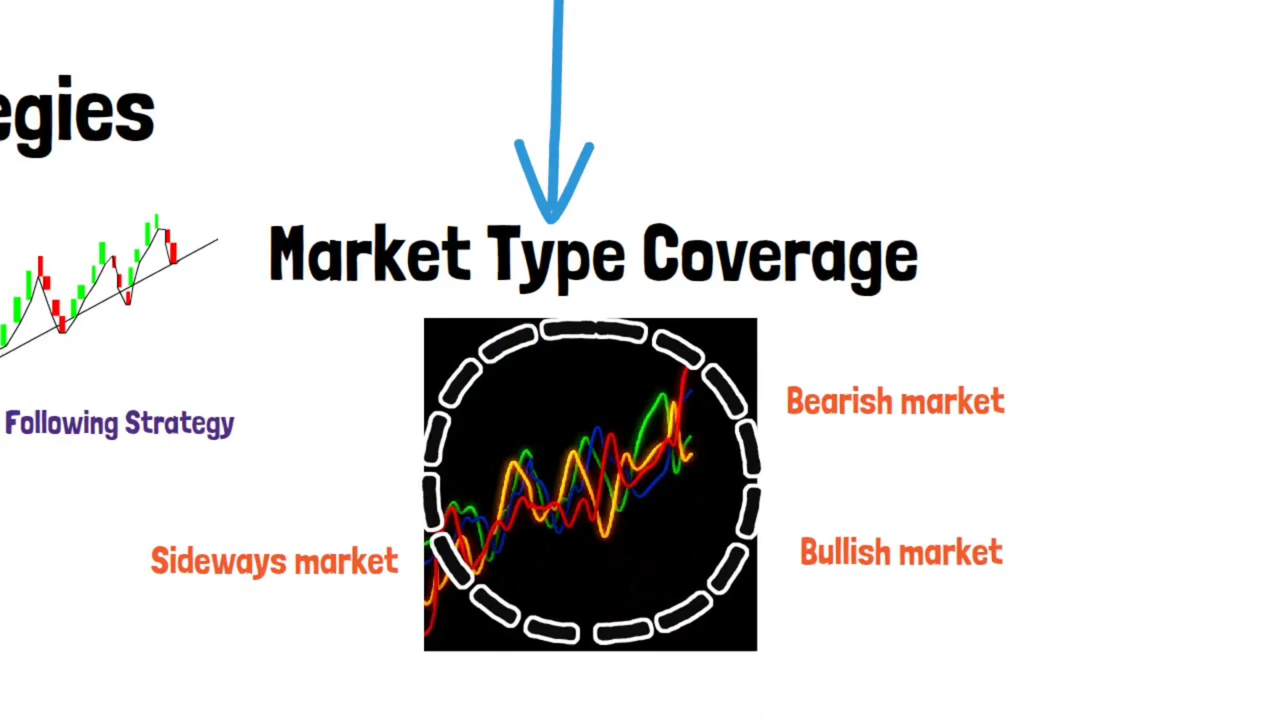 egies
Market Type Coverage
Following Strategy
Bearish market
Sideways market
Bullish market